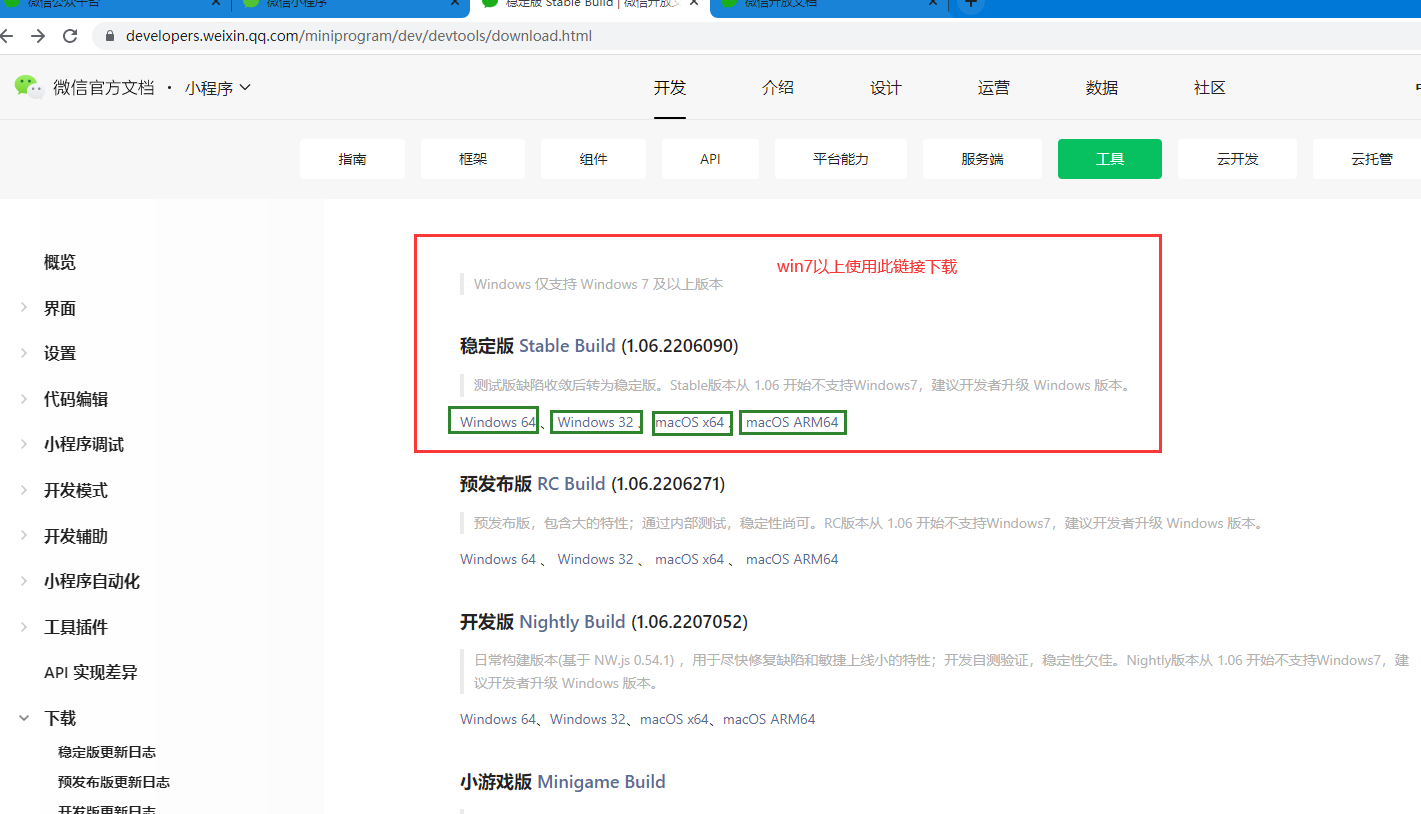 微信公众平台
微信小程序
稳定版 Stable Build | 微信开放文
微信开放文档
developers.weixin.qq.com/miniprogram/dev/devtools/download.html
微信官方文档 · 小程序
开发
介绍
设计
运营
数据
社区
指南
框架
组件
API
平台能力
服务端
工具
云开发
云托管
概览
界面
设置
代码编辑
小程序调试
开发模式
开发辅助
小程序自动化
工具插件
API 实现差异
下载
稳定版更新日志
预发布版更新日志
开发版更新日志
win7以上使用此链接下载
Windows 仅支持 Windows 7 及以上版本
稳定版 Stable Build (1.06.2206090)
测试版缺陷收敛后转为稳定版。Stable版本从 1.06 开始不支持Windows7，建议开发者升级 Windows 版本。
Windows 64、 Windows 32 、 macOS x64 、 macOS ARM64
预发布版 RC Build (1.06.2206271)
预发布版，包含大的特性；通过内部测试，稳定性尚可。RC版本从 1.06 开始不支持Windows7，建议开发者升级 Windows 版本。
Windows 64 、 Windows 32 、 macOS x64 、 macOS ARM64
开发版 Nightly Build (1.06.2207052)
日常构建版本(基于 NW.js 0.54.1) ，用于尽快修复缺陷和敏捷上线小的特性；开发自测验证，稳定性欠佳。Nightly版本从 1.06 开始不支持Windows7，建
议开发者升级 Windows 版本。
Windows 64、Windows 32、macOS x64、macOS ARM64
小游戏版 Minigame Build